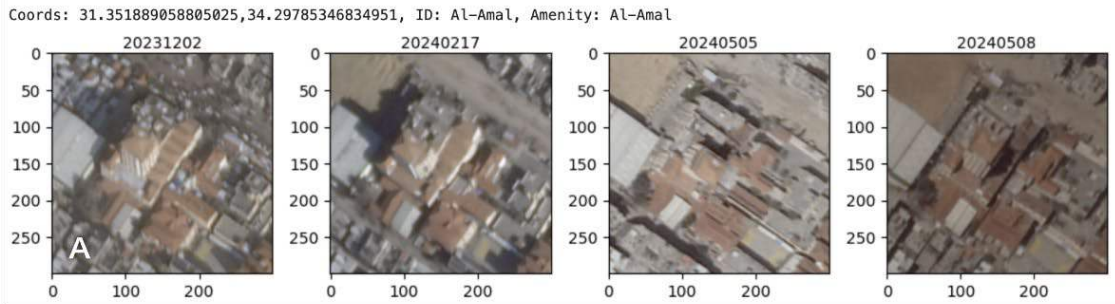 Coords: 31.351889058805025,34.29785346834951, ID: Al-Amal, Amenity: Al-Amal
20231202 20240217 20240505 20240508
0 0 0 0
50 50 50 50
100 100 100 100
150 150 150 150
200 200 200 200
250 250 250 250
A
0 100 200 0 100 200 0 100 200 0 100 200